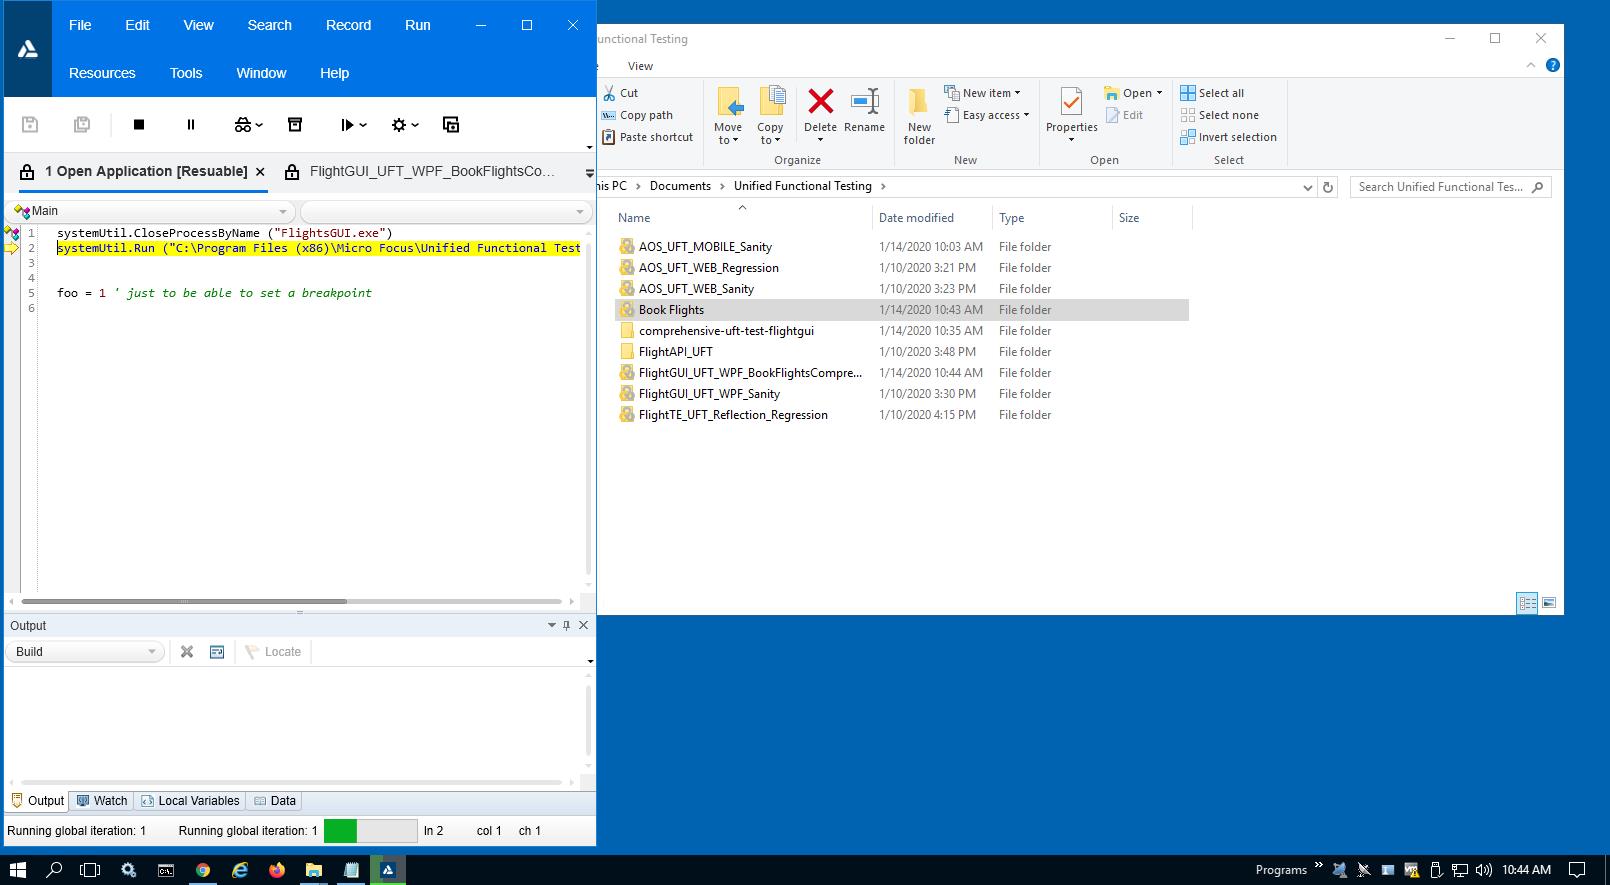 File Edit View Search Record Run
Resources Tools Window Help
1 Open Application [Resuable]
FlightGUI_UFT_WPF_BookFlightsCo...
Main
1 systemUtil.CloseProcessByName ("FlightsGUI.exe")
2 systemUtil.Run ("C:\Program Files (x86)\Micro Focus\Unified Functional Test
3
4
5 foo = 1 ' just to be able to set a breakpoint
6
Output
Build
Locate
Output Watch Local Variables Data
Running global iteration: 1 Running global iteration: 1 ln 2 col 1 ch 1
unctional Testing
View
Cut
Copy path
Paste shortcut
Move to
Copy to
Delete
Rename
Organize
New folder
New item
Easy access
New
Properties
Open
Edit
Open
Select all
Select none
Invert selection
Select
his PC Documents Unified Functional Testing
Search Unified Functional Tes...
Name Date modified Type Size
AOS_UFT_MOBILE_Sanity 1/14/2020 10:03 AM File folder
AOS_UFT_WEB_Regression 1/10/2020 3:21 PM File folder
AOS_UFT_WEB_Sanity 1/10/2020 3:23 PM File folder
Book Flights 1/14/2020 10:43 AM File folder
comprehensive-uft-test-flightgui 1/14/2020 10:35 AM File folder
FlightAPI_UFT 1/10/2020 3:48 PM File folder
FlightGUI_UFT_WPF_BookFlightsCompre... 1/14/2020 10:44 AM File folder
FlightGUI_UFT_WPF_Sanity 1/10/2020 3:30 PM File folder
FlightTE_UFT_Reflection_Regression 1/10/2020 4:15 PM File folder
Programs
10:44 AM